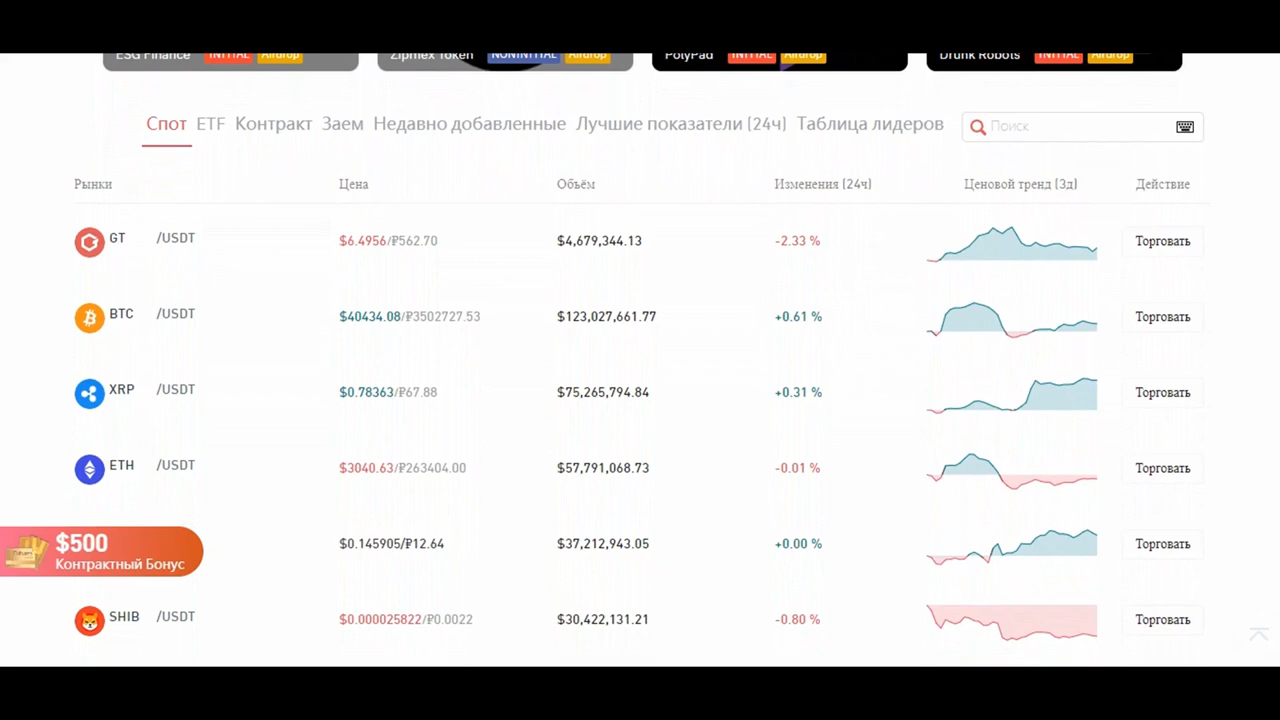 ESG Finance INITIAL Airdrop Zipmex Token NONINITIAL Airdrop PolyPad INITIAL Airdrop Drunk Robots INITIAL Airdrop
Спот ETF Контракт Заем Недавно добавленные Лучшие показатели (24ч) Таблица лидеров Поиск
Рынки Цена Объём Изменения (24ч) Ценовой тренд (3д) Действие
GT /USDT $6.4956/₽562.70 $4,679,344.13 -2.33 % Торговать
BTC /USDT $40434.08/₽3502727.53 $123,027,661.77 +0.61 % Торговать
XRP /USDT $0.78363/₽67.88 $75,265,794.84 +0.31 % Торговать
ETH /USDT $3040.63/₽263404.00 $57,791,068.73 -0.01 % Торговать
$500
Контрактный Бонус
$0.145905/₽12.64 $37,212,943.05 +0.00 % Торговать
SHIB /USDT $0.000025822/₽0.0022 $30,422,131.21 -0.80 % Торговать